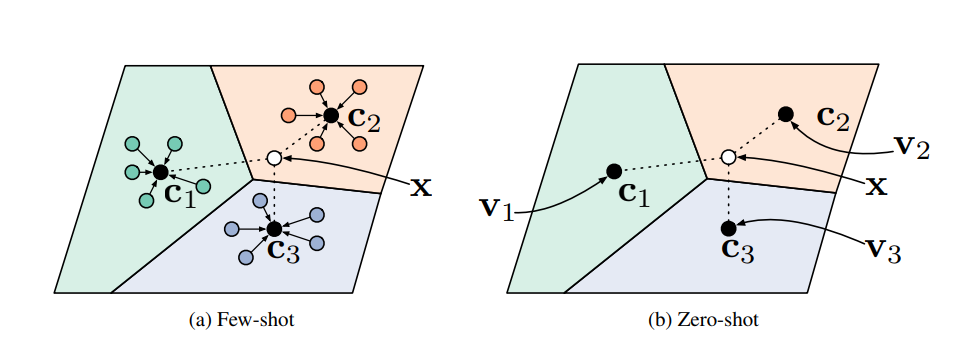 c₂
c₁
x
c₃
(a) Few-shot
c₂
v₂
c₁
x
v₁
c₃
v₃
(b) Zero-shot